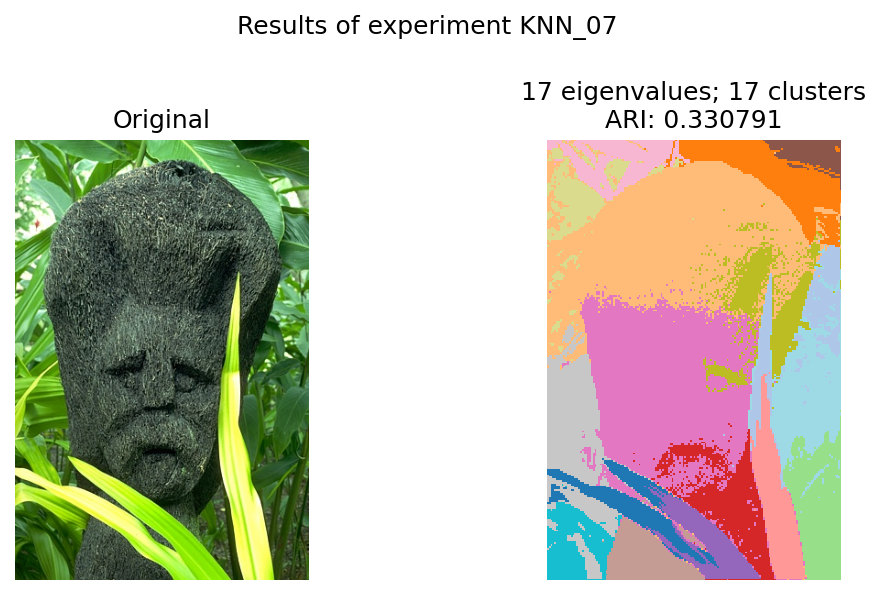 Results of experiment KNN_07
Original
17 eigenvalues; 17 clusters
ARI: 0.330791